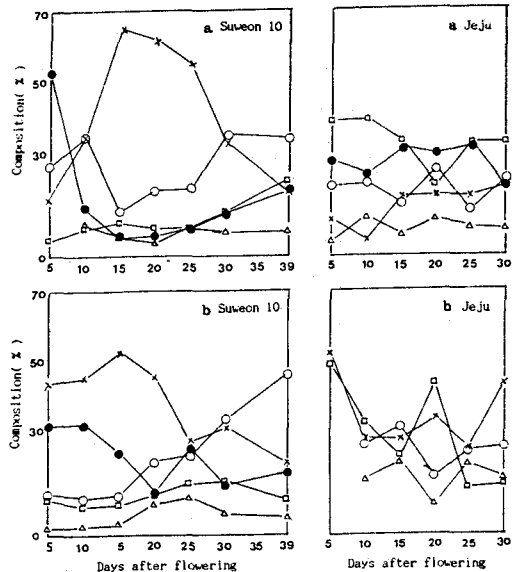 70
30
0
Composition( % )
a Suweon 10
5 10 15 20 25 30 35 39
a Jeju
5 10 15 20 25 30
70
50
30
0
Composition( % )
b Suweon 10
5 10 5 20 25 30 35 39
Days after flowering
b Jeju
5 10 15 20 25 30
Days after flowering